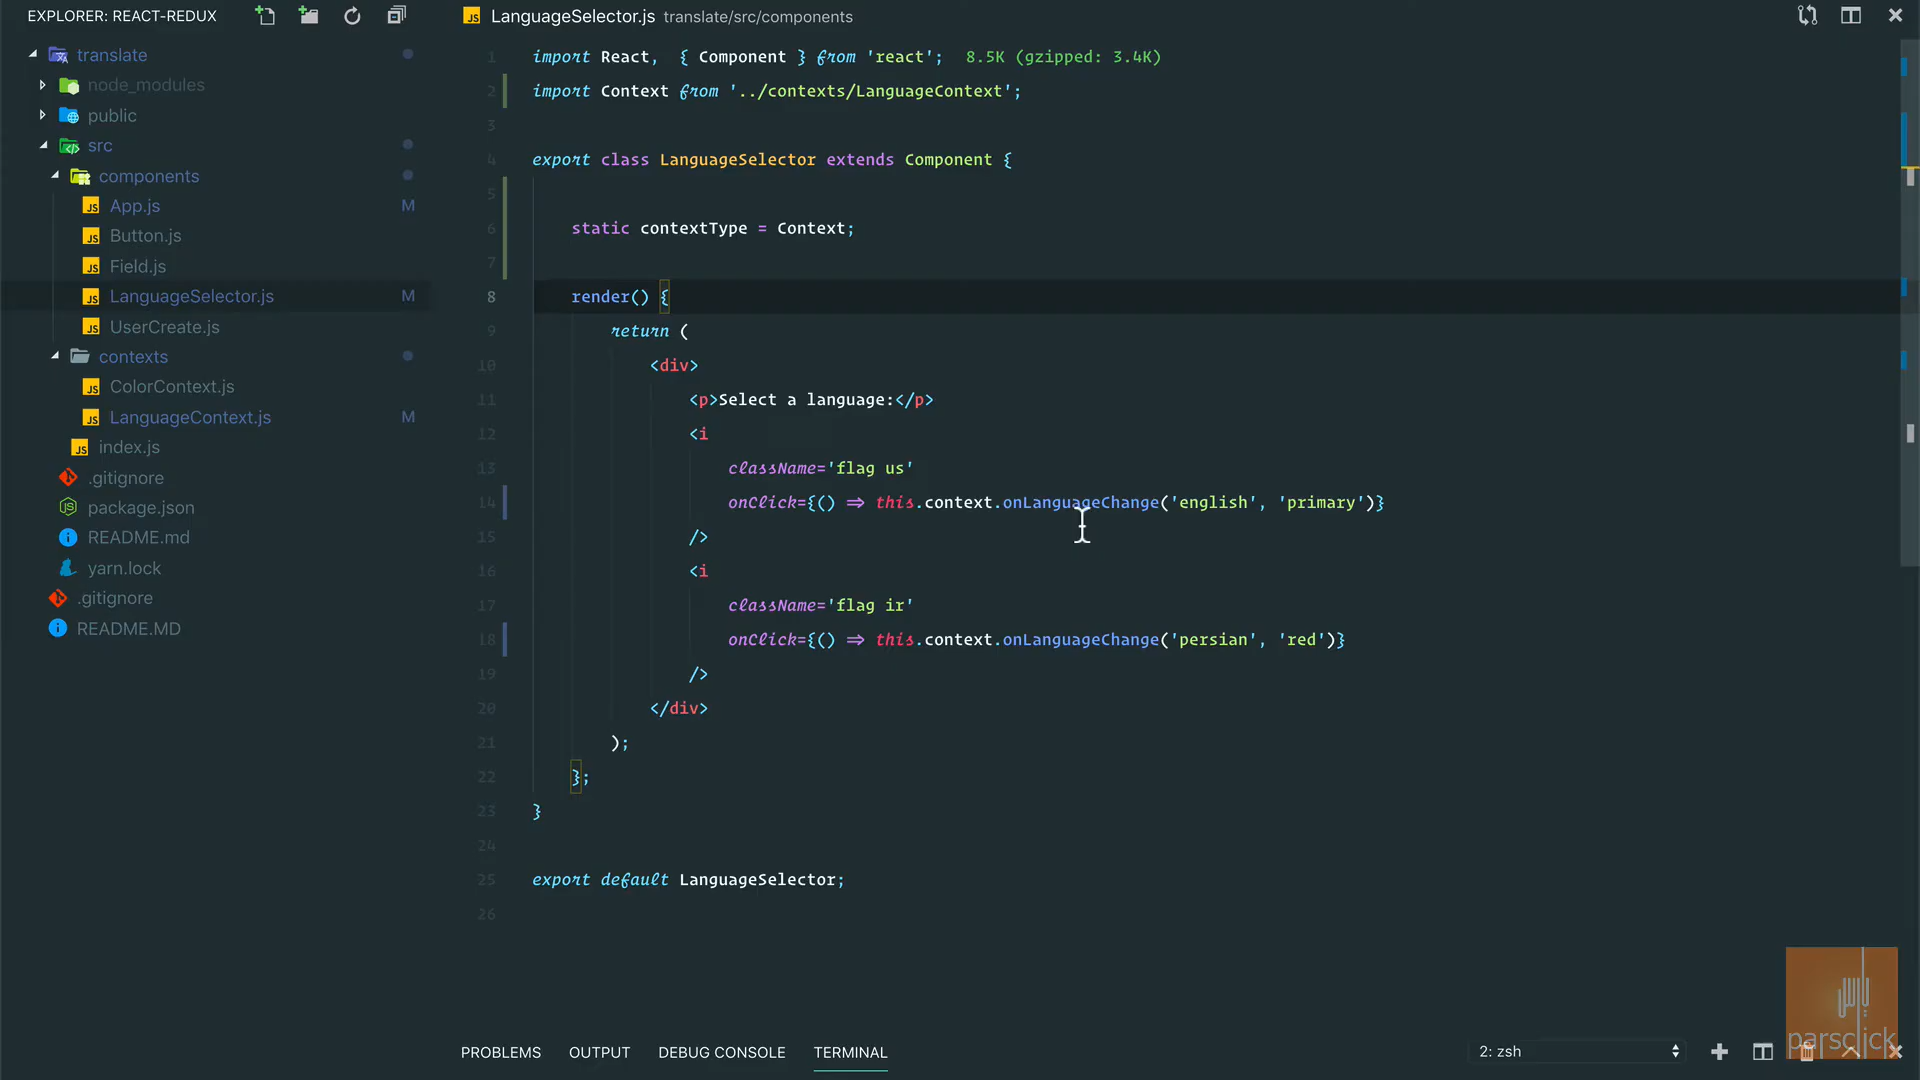 EXPLORER: REACT-REDUX
translate
node_modules
public
src
components
App.js M
Button.js
Field.js
LanguageSelector.js M
UserCreate.js
contexts
ColorContext.js
LanguageContext.js M
index.js
.gitignore
package.json
README.md
yarn.lock
.gitignore
README.MD
LanguageSelector.js translate/src/components
1 import React, { Component } from 'react'; 8.5K (gzipped: 3.4K)
2 import Context from '../contexts/LanguageContext';
3
4 export class LanguageSelector extends Component {
5
6 static contextType = Context;
7
8 render() {
9 return (
10 <div>
11 <p>Select a language:</p>
12 <i
13 className='flag us'
14 onClick={() => this.context.onLanguageChange('english', 'primary')}
15 />
16 <i
17 className='flag ir'
18 onClick={() => this.context.onLanguageChange('persian', 'red')}
19 />
20 </div>
21 );
22 };
23 }
24
25 export default LanguageSelector;
26
PROBLEMS OUTPUT DEBUG CONSOLE TERMINAL
2: zsh
parsclick